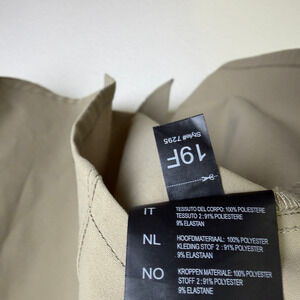 Style# 7295
19F
IT
TESSUTO DEL CORPO: 100% POLIESTERE
TESSUTO 2 : 91% POLIESTERE
9% ELASTANE
NL
HOOFDMATERIAAL: 100% POLYESTER
KLEDING STOF 2 : 91% POLYESTER
9% ELASTAAN
NO
KROPPEN MATERIALE: 100% POLYESTER
STOFF 2 : 91% POLYESTER
9% ELASTANE